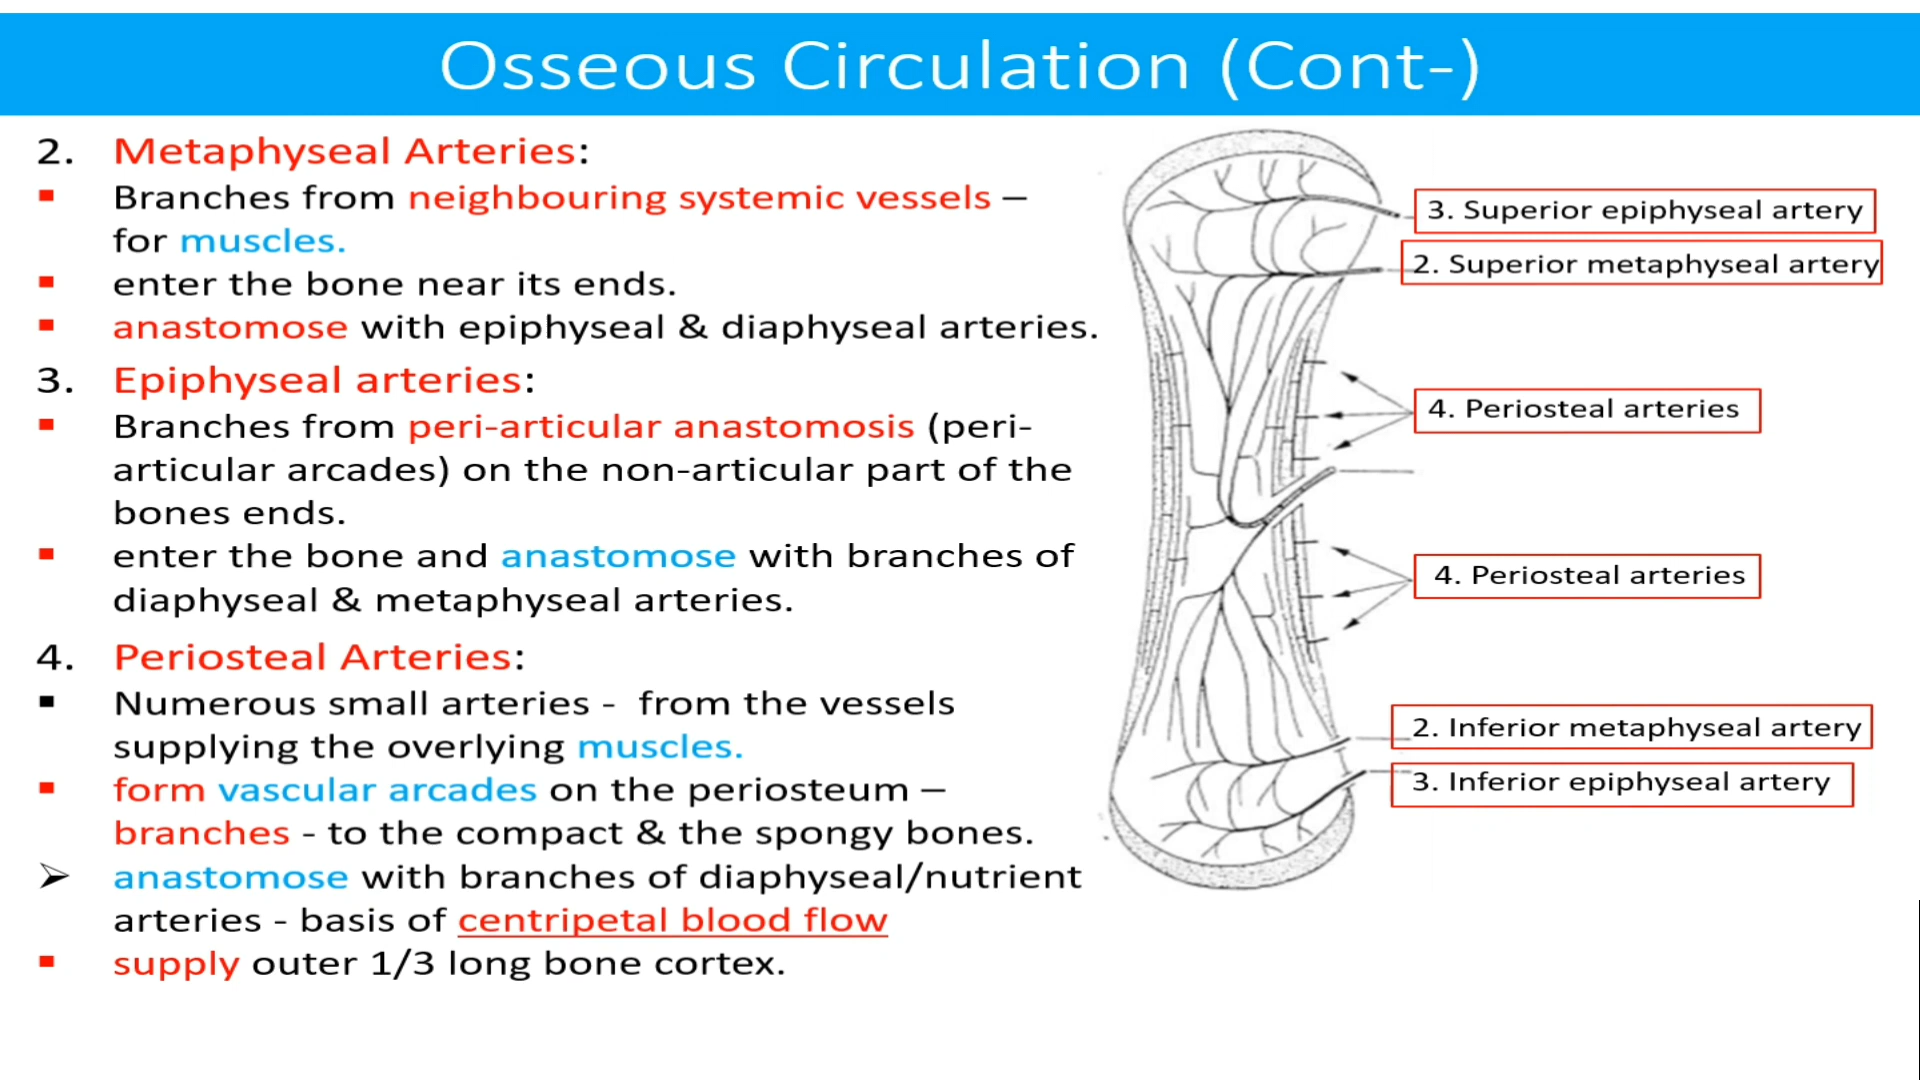 Osseous Circulation (Cont-)
2. Metaphyseal Arteries:
▪ Branches from neighbouring systemic vessels –
for muscles.
▪ enter the bone near its ends.
▪ anastomose with epiphyseal & diaphyseal arteries.
3. Epiphyseal arteries:
▪ Branches from peri-articular anastomosis (peri-
articular arcades) on the non-articular part of the
bones ends.
▪ enter the bone and anastomose with branches of
diaphyseal & metaphyseal arteries.
4. Periosteal Arteries:
▪ Numerous small arteries - from the vessels
supplying the overlying muscles.
▪ form vascular arcades on the periosteum –
branches - to the compact & the spongy bones.
➢ anastomose with branches of diaphyseal/nutrient
arteries - basis of centripetal blood flow
▪ supply outer 1/3 long bone cortex.
3. Superior epiphyseal artery
2. Superior metaphyseal artery
4. Periosteal arteries
4. Periosteal arteries
2. Inferior metaphyseal artery
3. Inferior epiphyseal artery